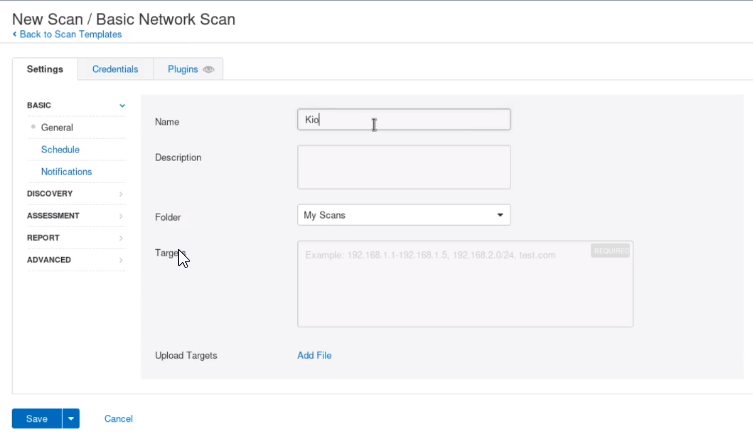 New Scan / Basic Network Scan
Back to Scan Templates
Settings Credentials Plugins
BASIC
General
Schedule
Notifications
DISCOVERY
ASSESSMENT
REPORT
ADVANCED
Name Kio
Description
Folder My Scans
Targets Example: 192.168.1.1-192.168.1.5, 192.168.2.0/24, test.com REQUIRED
Upload Targets Add File
Save Cancel